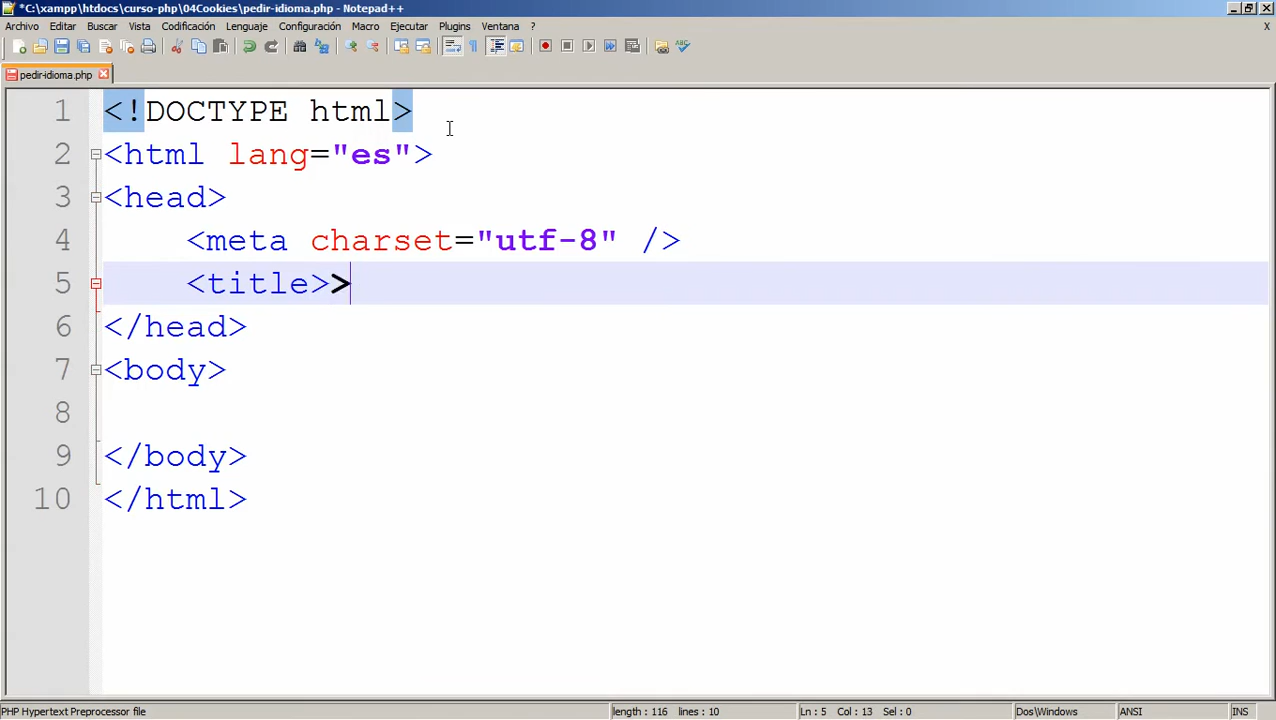 *C:\xampp\htdocs\curso-php\04Cookies\pedir-idioma.php - Notepad++
Archivo Editar Buscar Vista Codificación Lenguaje Configuración Macro Ejecutar Plugins Ventana ? X
pedir-idioma.php
1 <!DOCTYPE html>
2 <html lang="es">
3 <head>
4 <meta charset="utf-8" />
5 <title>>
6 </head>
7 <body>
8
9 </body>
10 </html>
PHP Hypertext Preprocessor file length : 116 lines : 10 Ln : 5 Col : 13 Sel : 0 Dos\Windows ANSI INS